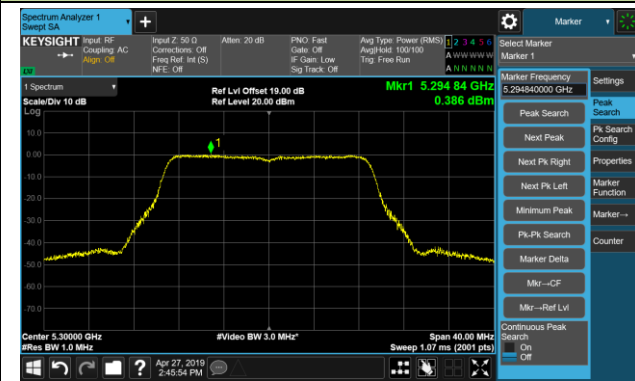 Spectrum Analyzer 1
Swept SA
+
Marker
KEYSIGHT
Input: RF
Coupling: AC
Align: Off
Input Z: 50 Ω
Corrections: Off
Freq Ref: Int (S)
NFE: Off
Atten: 20 dB
PNO: Fast
Gate: Off
IF Gain: Low
Sig Track: Off
Avg Type: Power (RMS)
Avg|Hold: 100/100
Trig: Free Run
1 2 3 4 5 6
A W W W W W
A N N N N N
LU
Select Marker
Marker 1
1 Spectrum
Scale/Div 10 dB
Log
Ref Lvl Offset 19.00 dB
Ref Level 20.00 dBm
Mkr1 5.294 84 GHz
0.386 dBm
10.0
0.00
-10.0
-20.0
-30.0
-40.0
-50.0
-60.0
-70.0
1
Center 5.30000 GHz
#Res BW 1.0 MHz
#Video BW 3.0 MHz*
Span 40.00 MHz
Sweep 1.07 ms (2001 pts)
Marker Frequency
5.294840000 GHz
Peak Search
Next Peak
Next Pk Right
Next Pk Left
Minimum Peak
Pk-Pk Search
Marker Delta
Mkr→CF
Mkr→Ref Lvl
Continuous Peak
Search
On
Off
Settings
Peak
Search
Pk Search
Config
Properties
Marker
Function
Marker→
Counter
?
Apr 27, 2019
2:45:54 PM